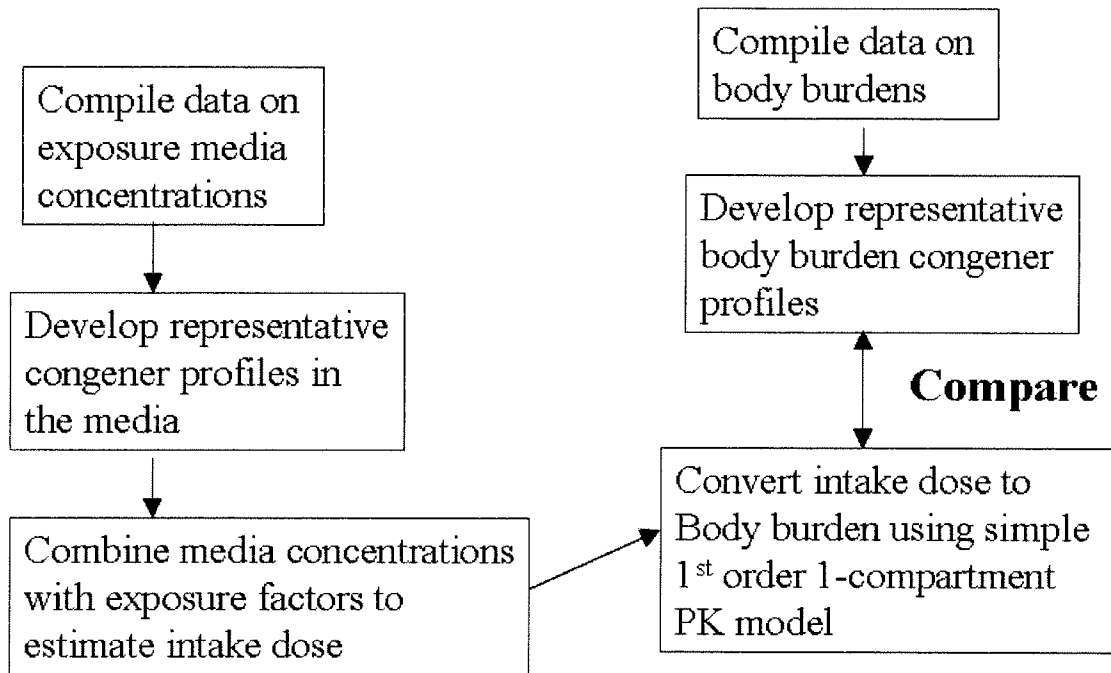 Compile data on
exposure media
concentrations
Develop representative
congener profiles in
the media
Combine media concentrations
with exposure factors to
estimate intake dose
Compile data on
body burdens
Develop representative
body burden congener
profiles
Compare
Convert intake dose to
Body burden using simple
1st order 1-compartment
PK model